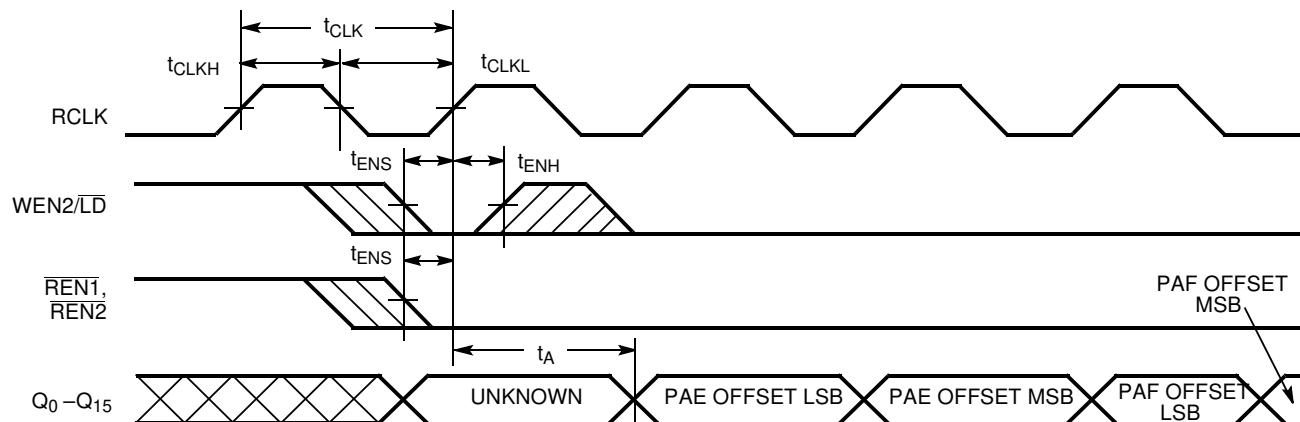 tCLK
tCLKH
tCLKL
RCLK
tENS
tENH
WEN2/LD
tENS
REN1,
REN2
PAF OFFSET
MSB
tA
Q0 –Q15
UNKNOWN
PAE OFFSET LSB
PAE OFFSET MSB
PAF OFFSET
LSB